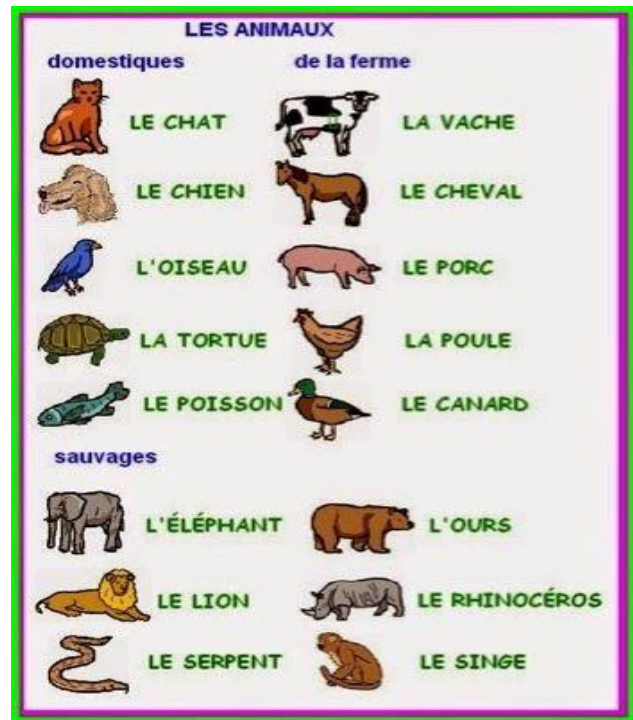 LES ANIMAUX
domestiques de la ferme
LE CHAT LA VACHE
LE CHIEN LE CHEVAL
L'OISEAU LE PORC
LA TORTUE LA POULE
LE POISSON LE CANARD
sauvages
L'ÉLÉPHANT L'OURS
LE LION LE RHINOCÉROS
LE SERPENT LE SINGE